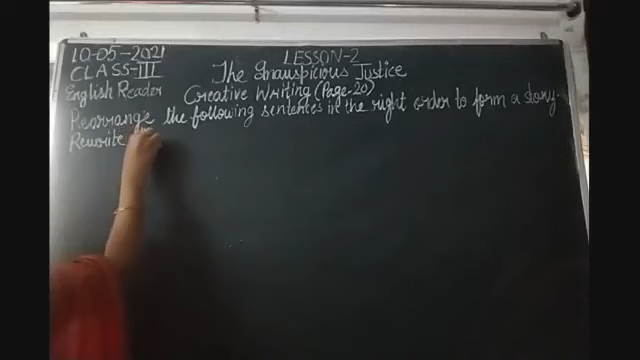 10-05-2021
LESSON-2
CLASS-III
The Inauspicious Justice
English Reader
Creative Writing (Page-20)
Rearrange the following sentences in the right order to form a story.
Rewrite